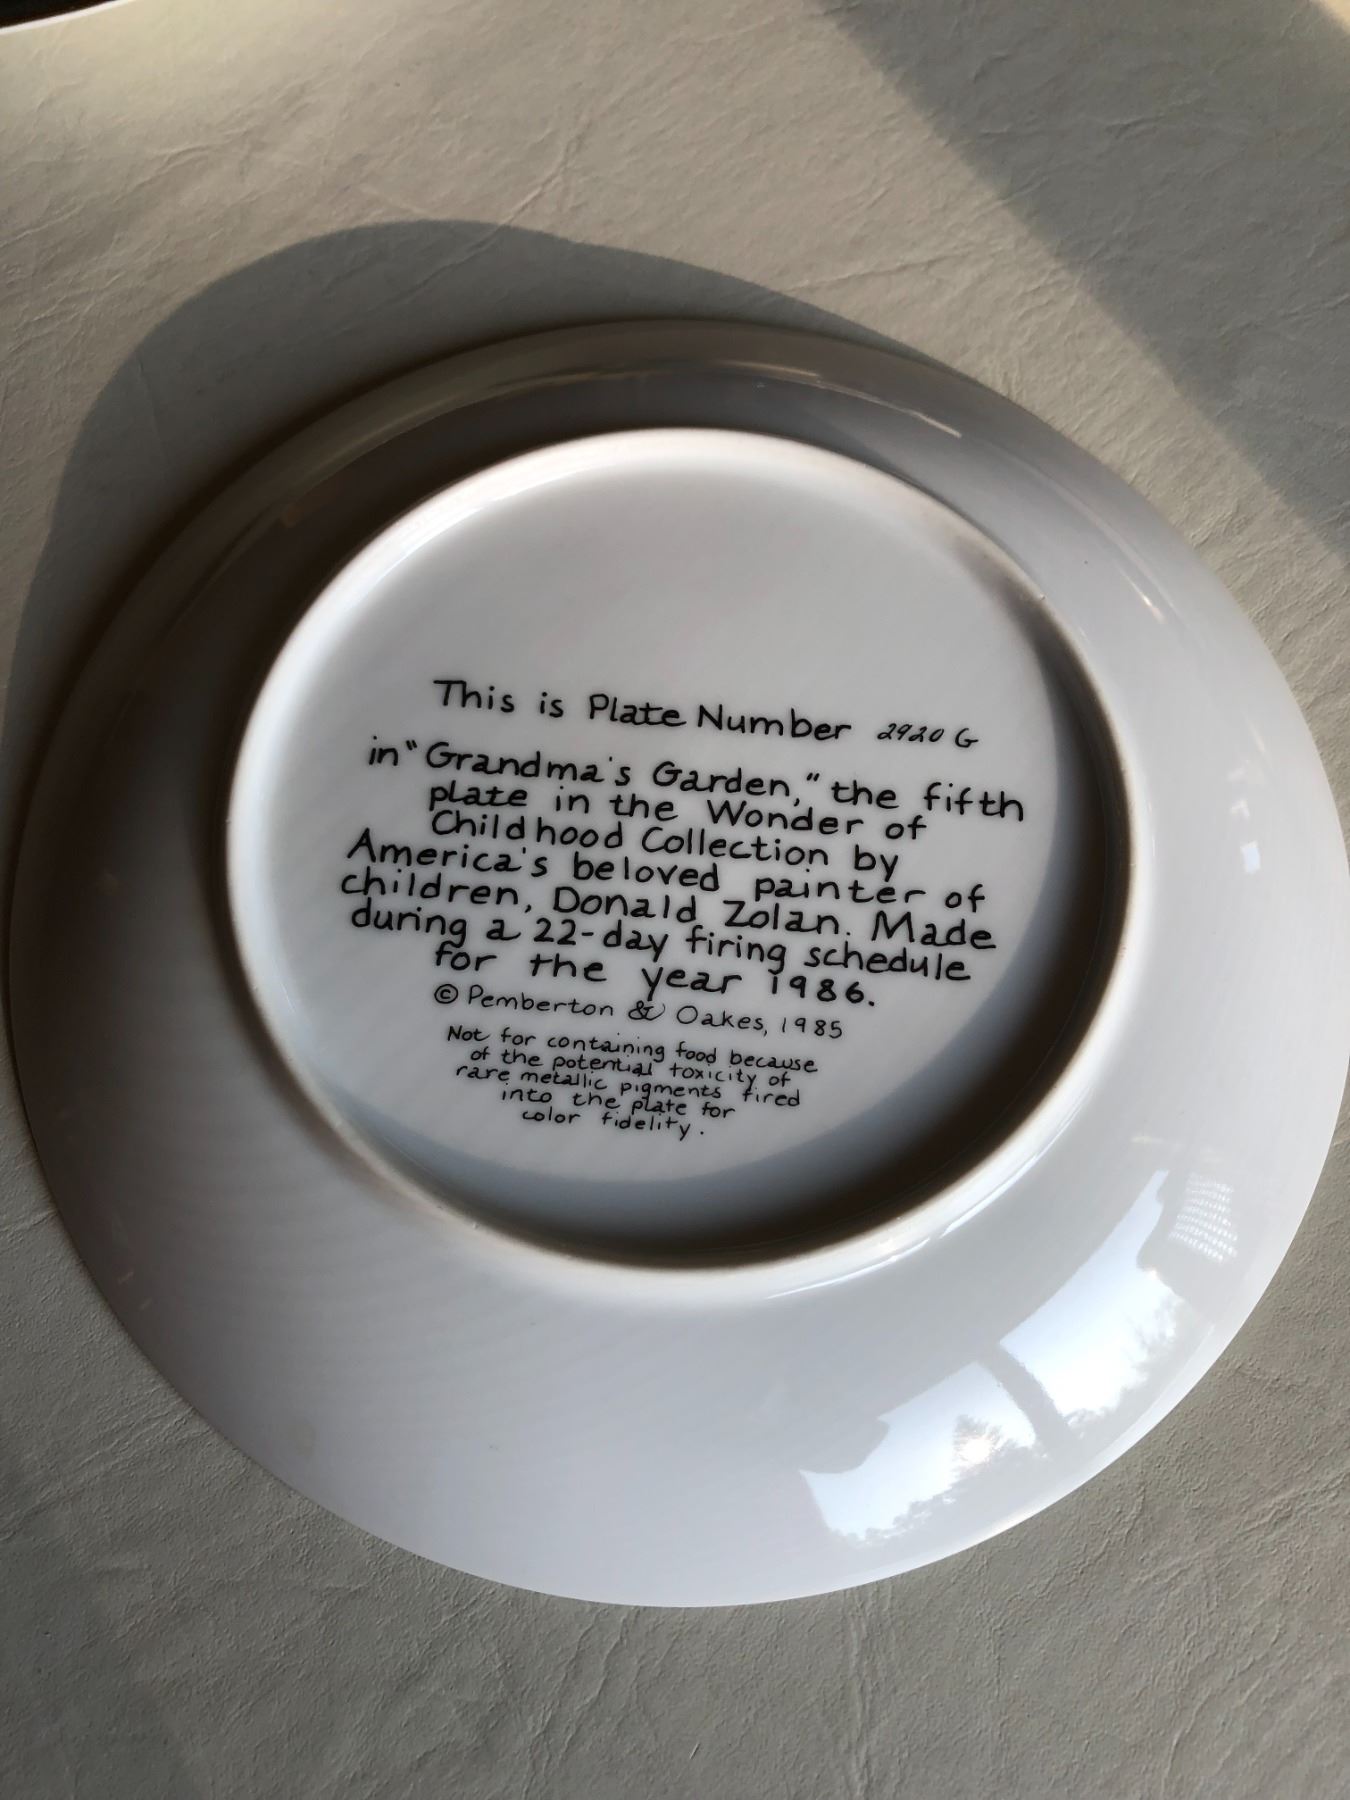 This is Plate Number 2920 G
in "Grandma's Garden," the fifth
plate in the Wonder of
Childhood Collection by
America's beloved painter of
children, Donald Zolan. Made
during a 22-day firing schedule
for the year 1986.
© Pemberton & Oakes, 1985
Not for containing food because
of the potential toxicity of
rare metallic pigments fired
into the plate for
color fidelity.